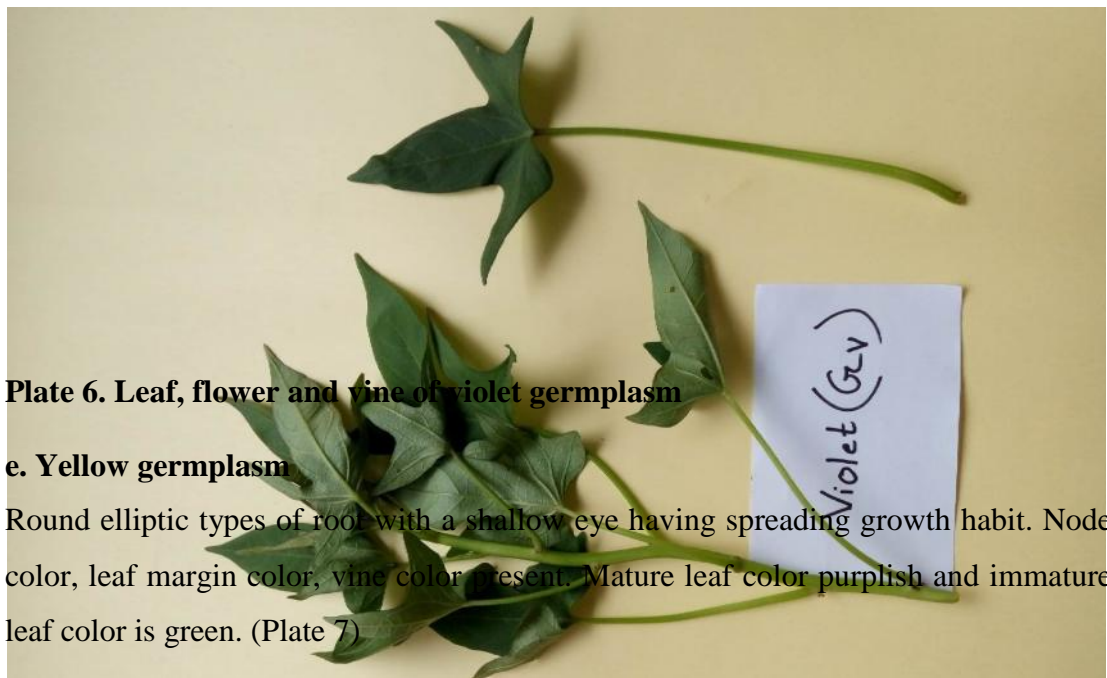 Violet (Gv)
Plate 6. Leaf, flower and vine of violet germplasm
e. Yellow germplasm
Round elliptic types of root with a shallow eye having spreading growth habit. Node
color, leaf margin color, vine color present. Mature leaf color purplish and immature
leaf color is green. (Plate 7)